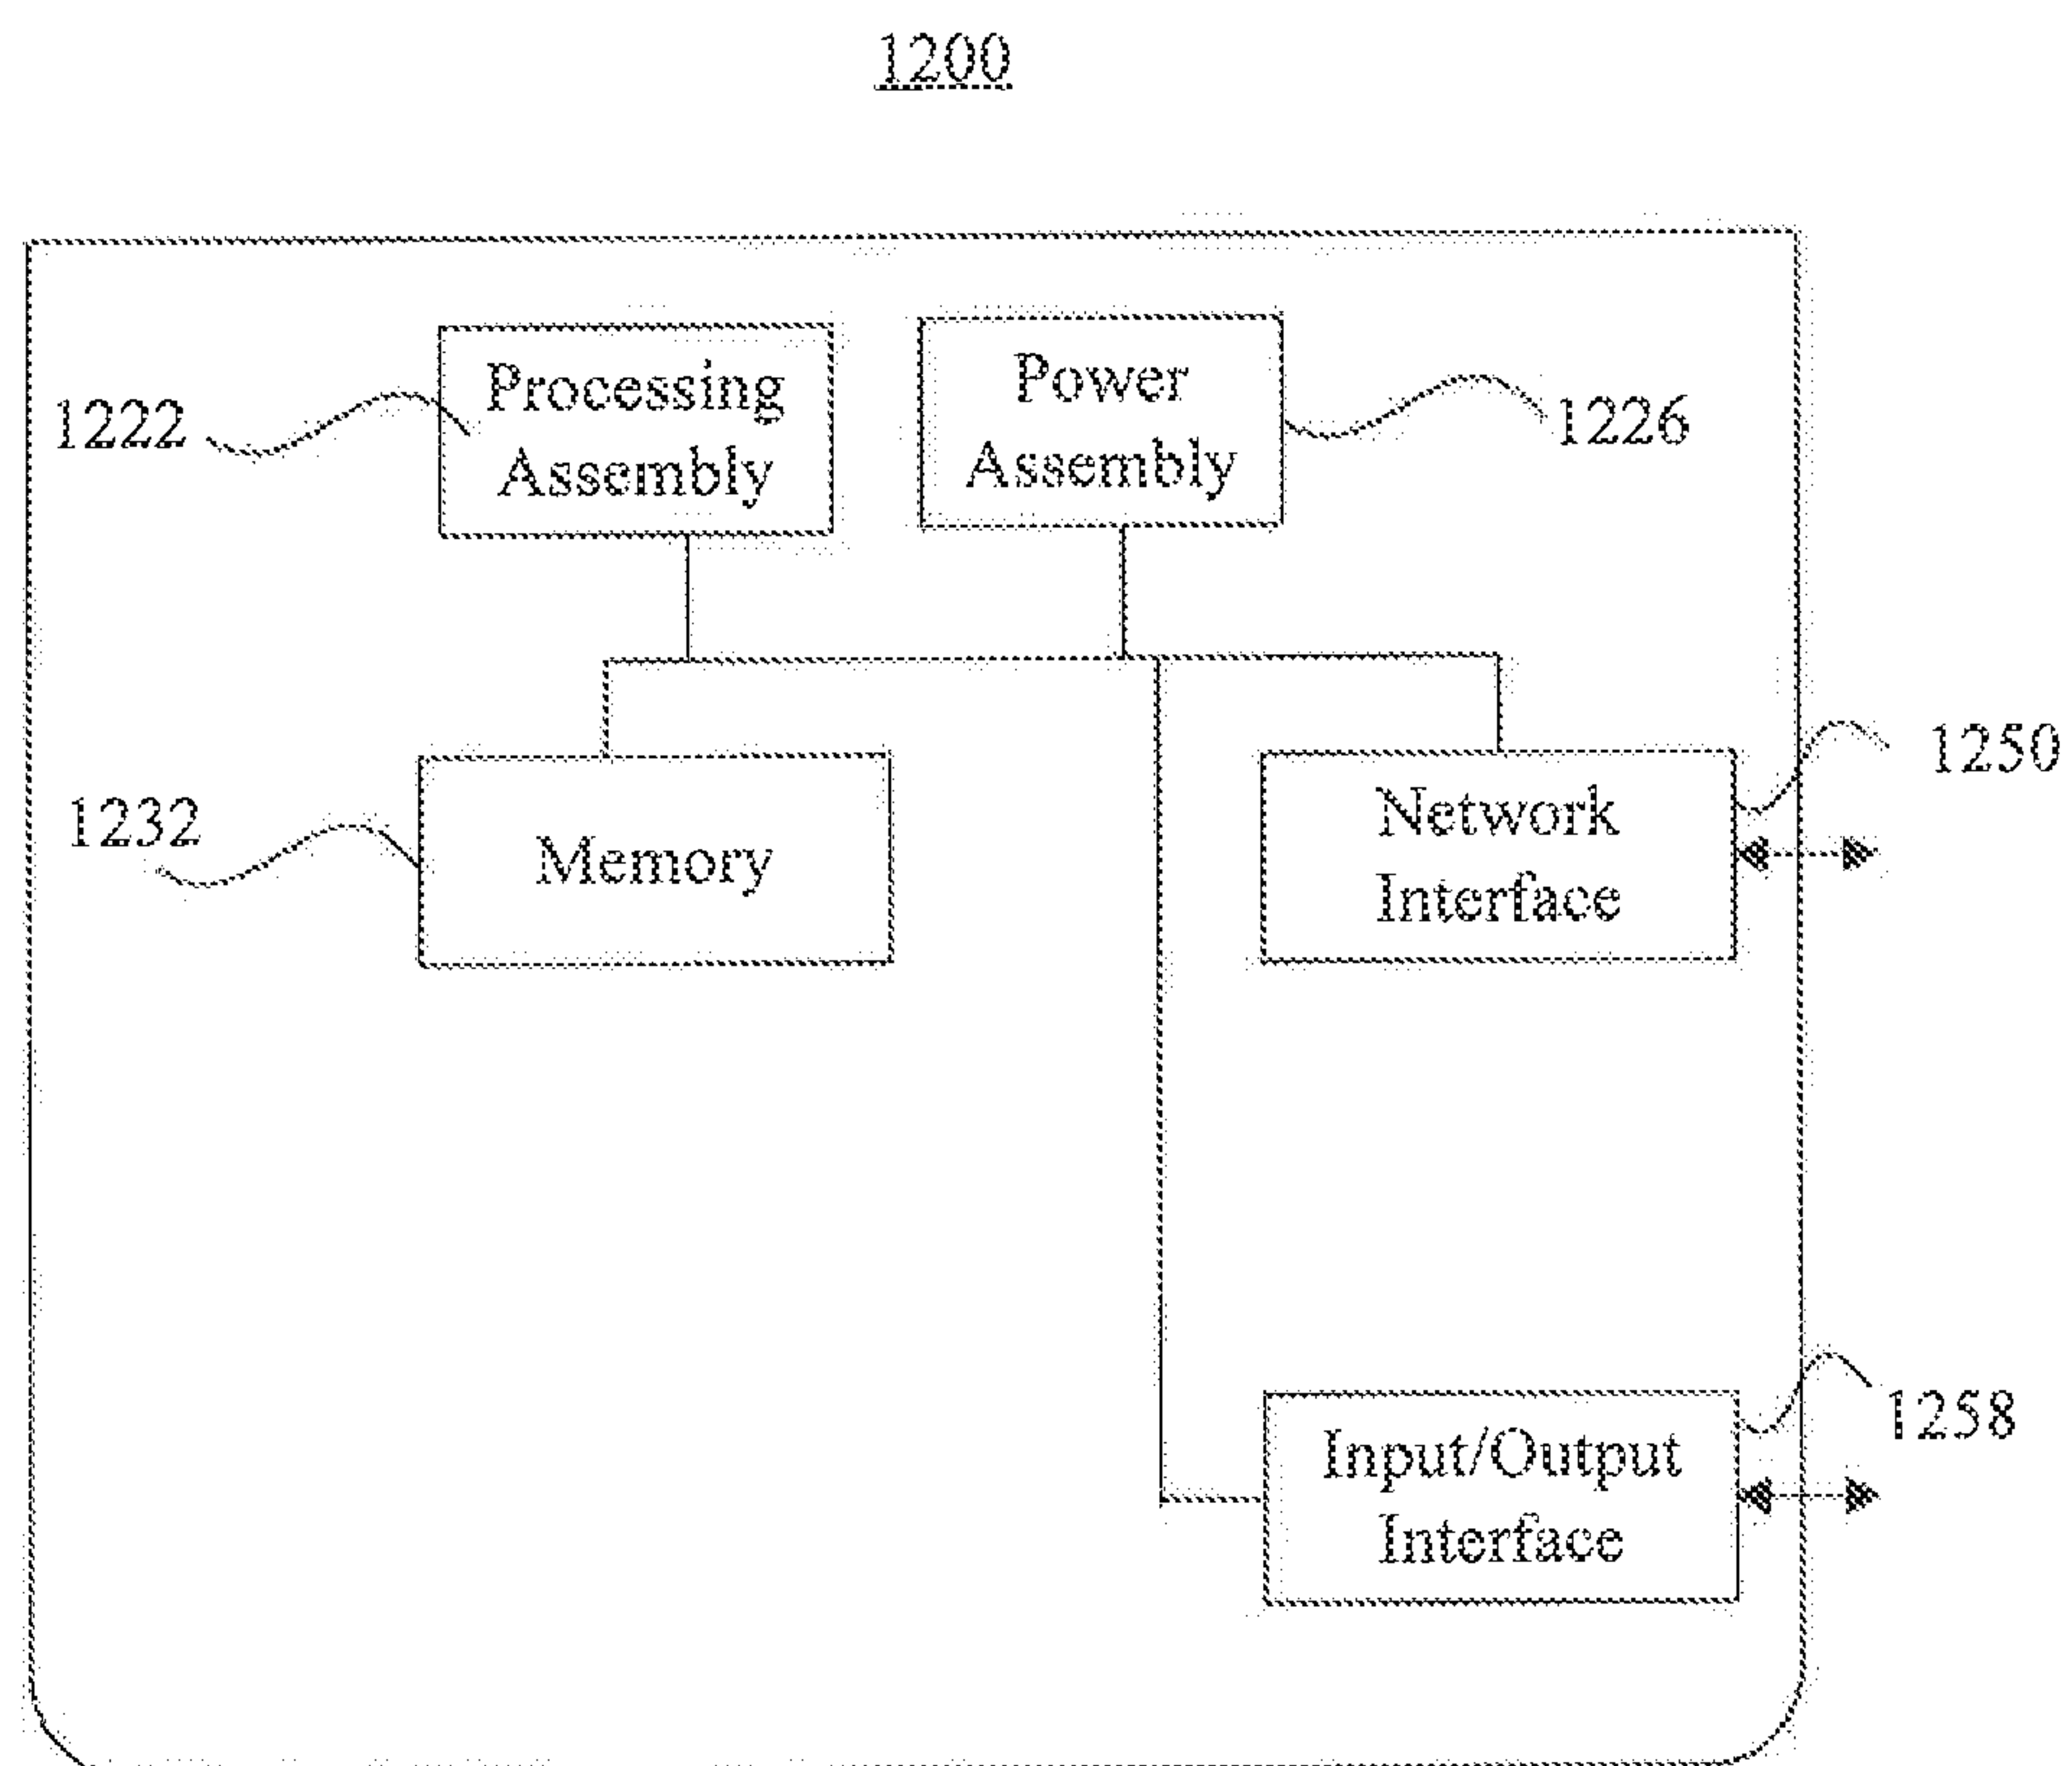 1200
Processing
Assembly
Power
Assembly
1222
1226
1250
1232
Memory
Network
Interface
1258
Input/Output
Interface